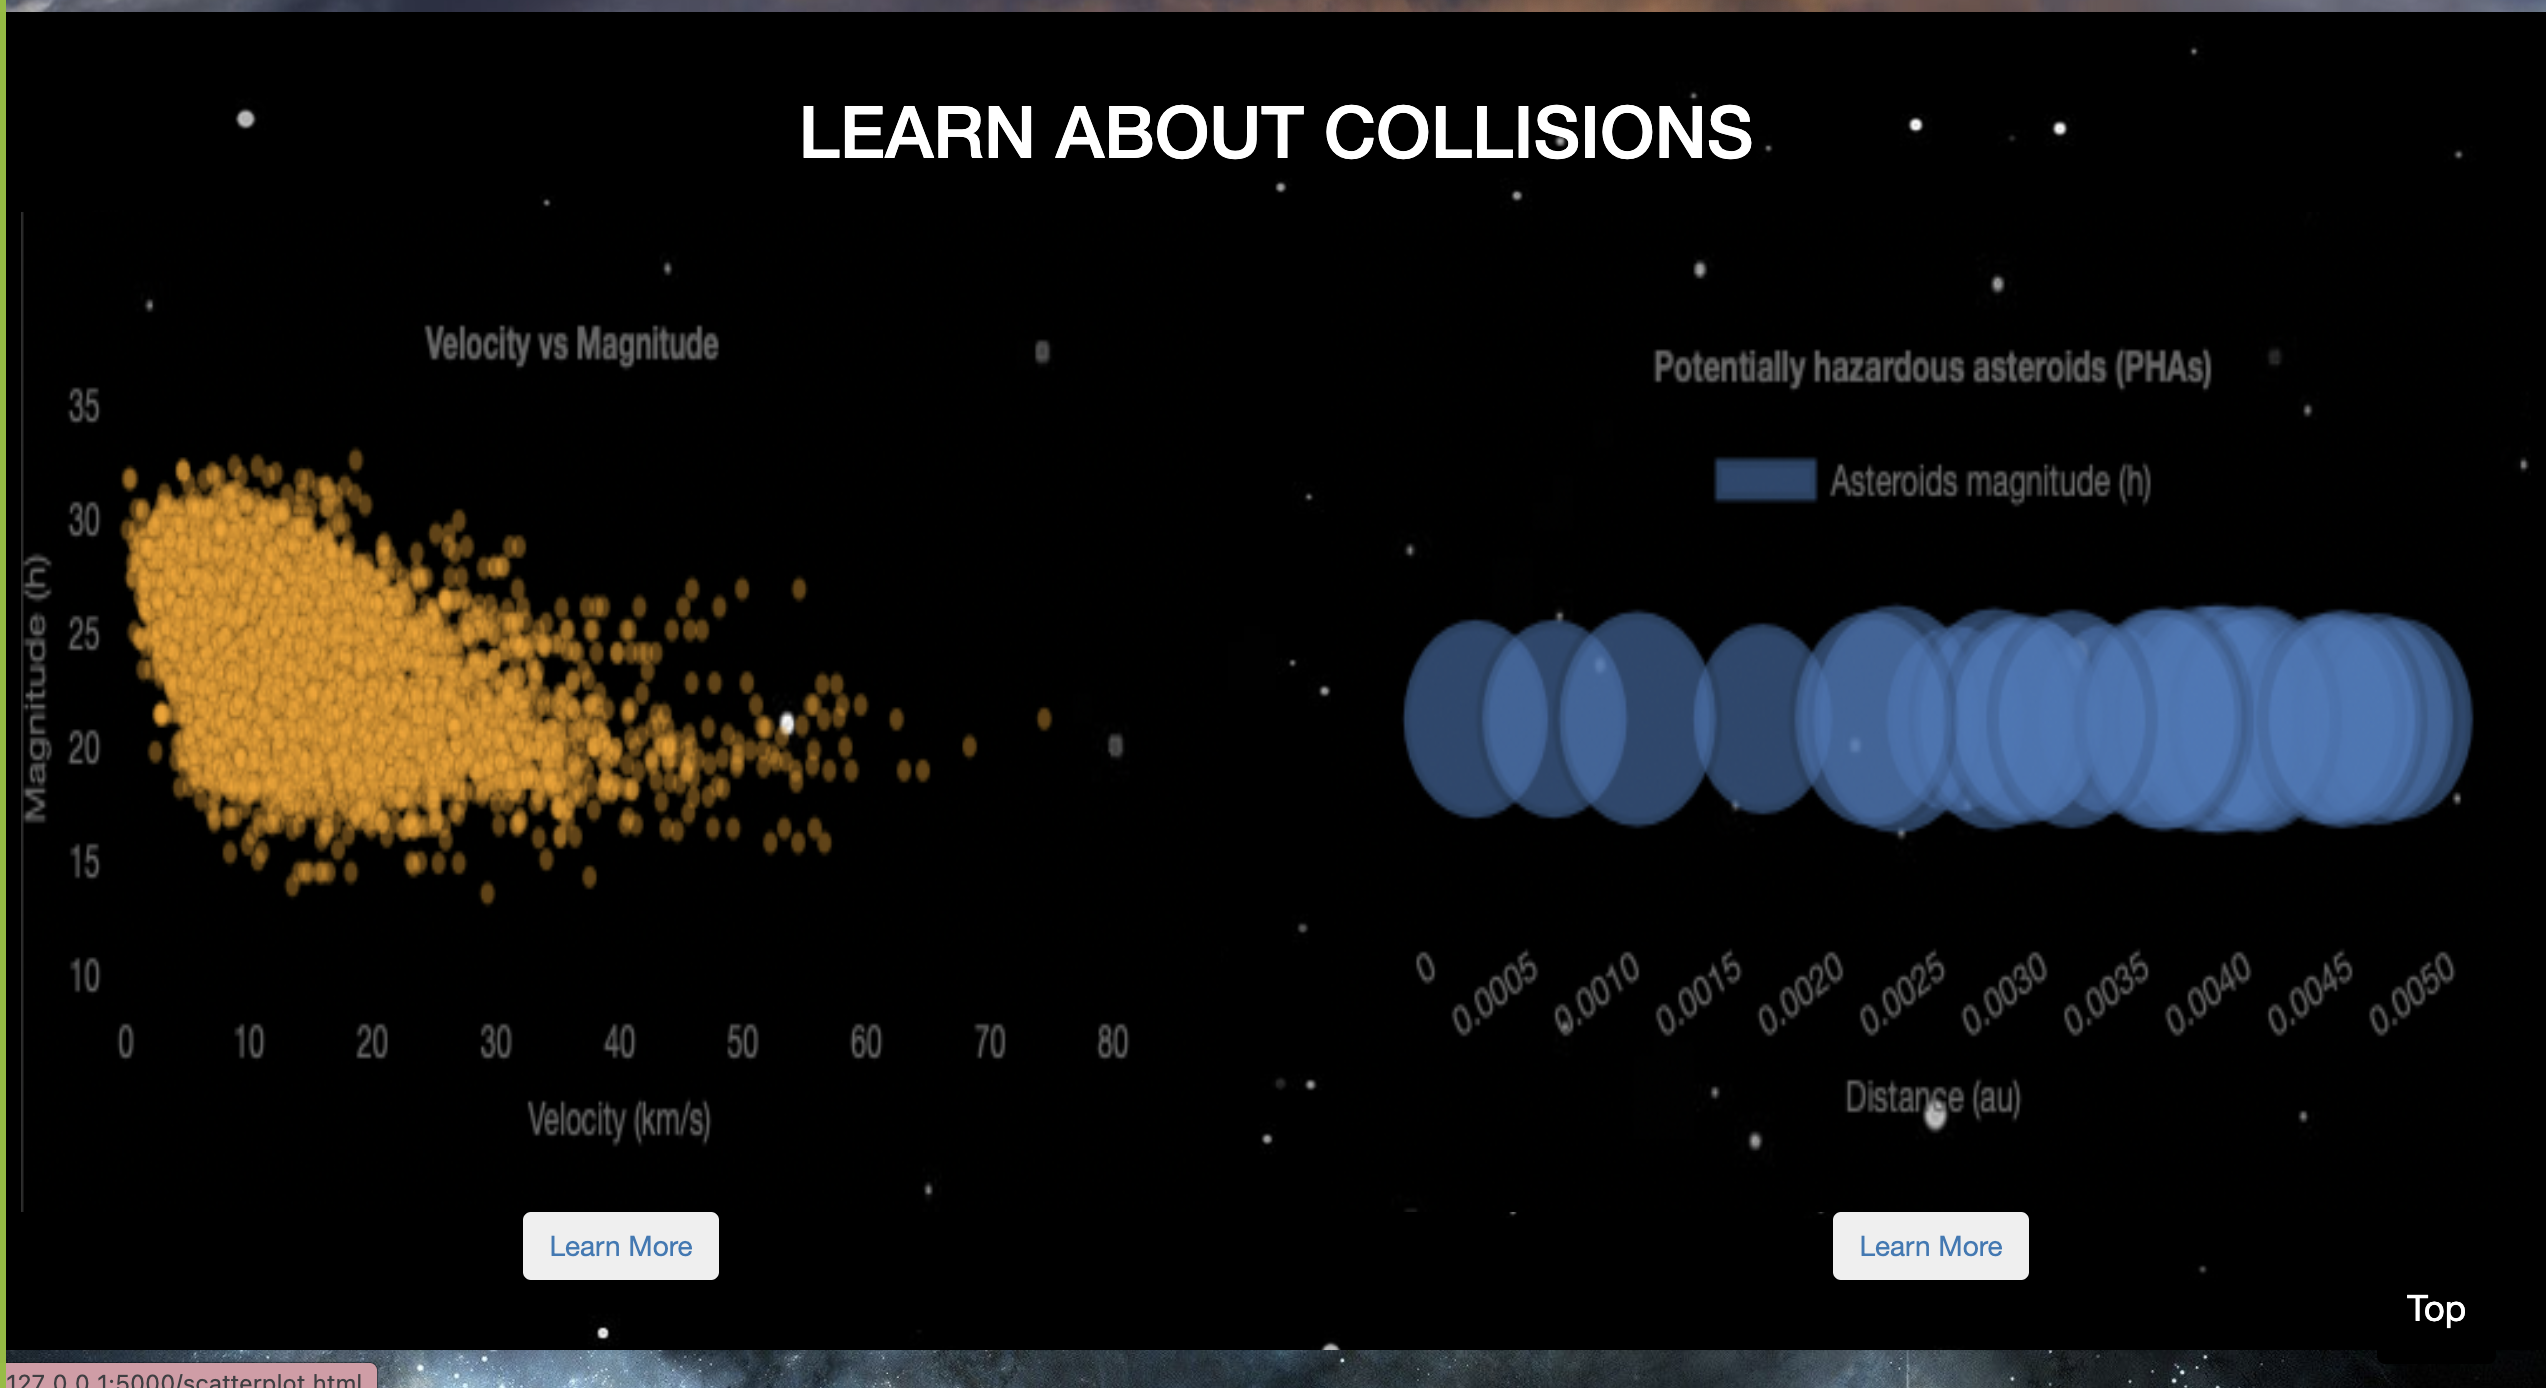 LEARN ABOUT COLLISIONS
Velocity vs Magnitude
35
30
25
20
15
10
Magnitude (h)
0 10 20 30 40 50 60 70 80
Velocity (km/s)
Learn More
Potentially hazardous asteroids (PHAs)
Asteroids magnitude (h)
0 0.0005 0.0010 0.0015 0.0020 0.0025 0.0030 0.0035 0.0040 0.0045 0.0050
Distance (au)
Learn More
Top
127.0.0.1:5000/scatterplot.html